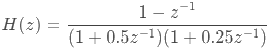 H(z) = \frac{1 - z^{-1}}{(1 + 0.5z^{-1})(1 + 0.25z^{-1})}